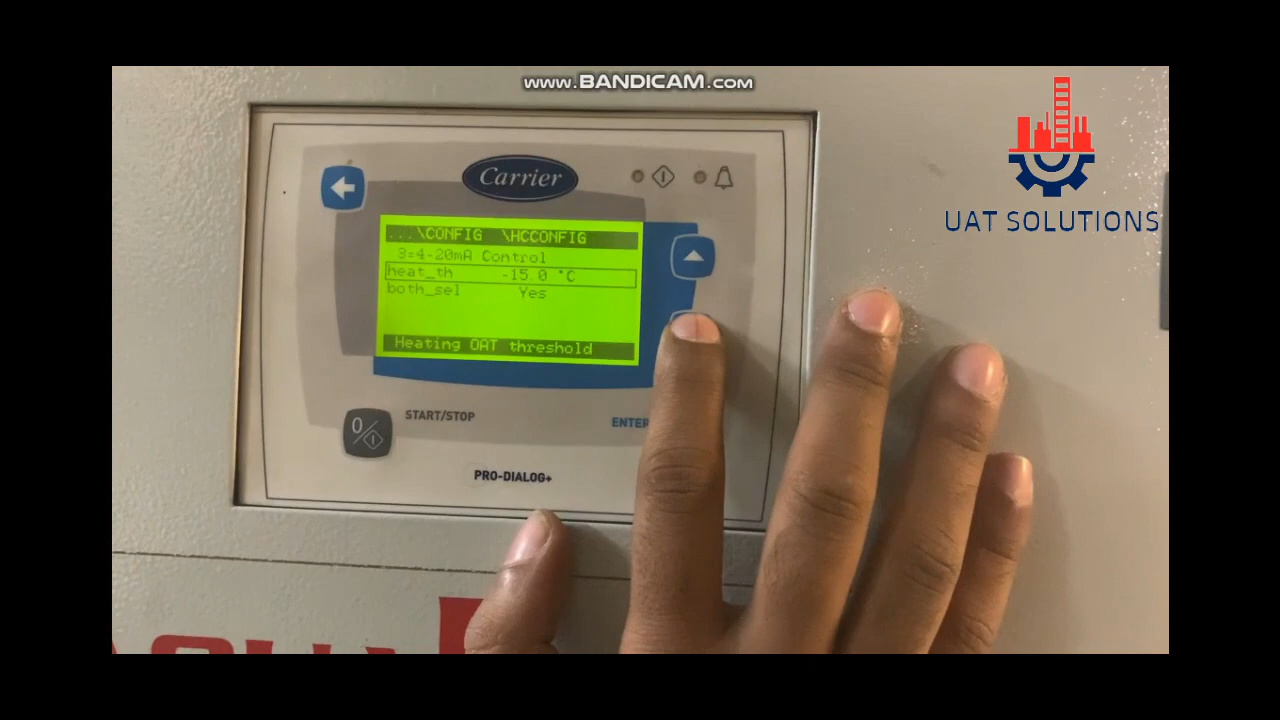 www.BANDICAM.com
UAT SOLUTIONS
Carrier
...\CONFIG \HCCONFIG
3=4-20mA Control
heat_th -15.0 °C
both_sel Yes
Heating OAT threshold
START/STOP
ENTER
0/I
PRO-DIALOG+